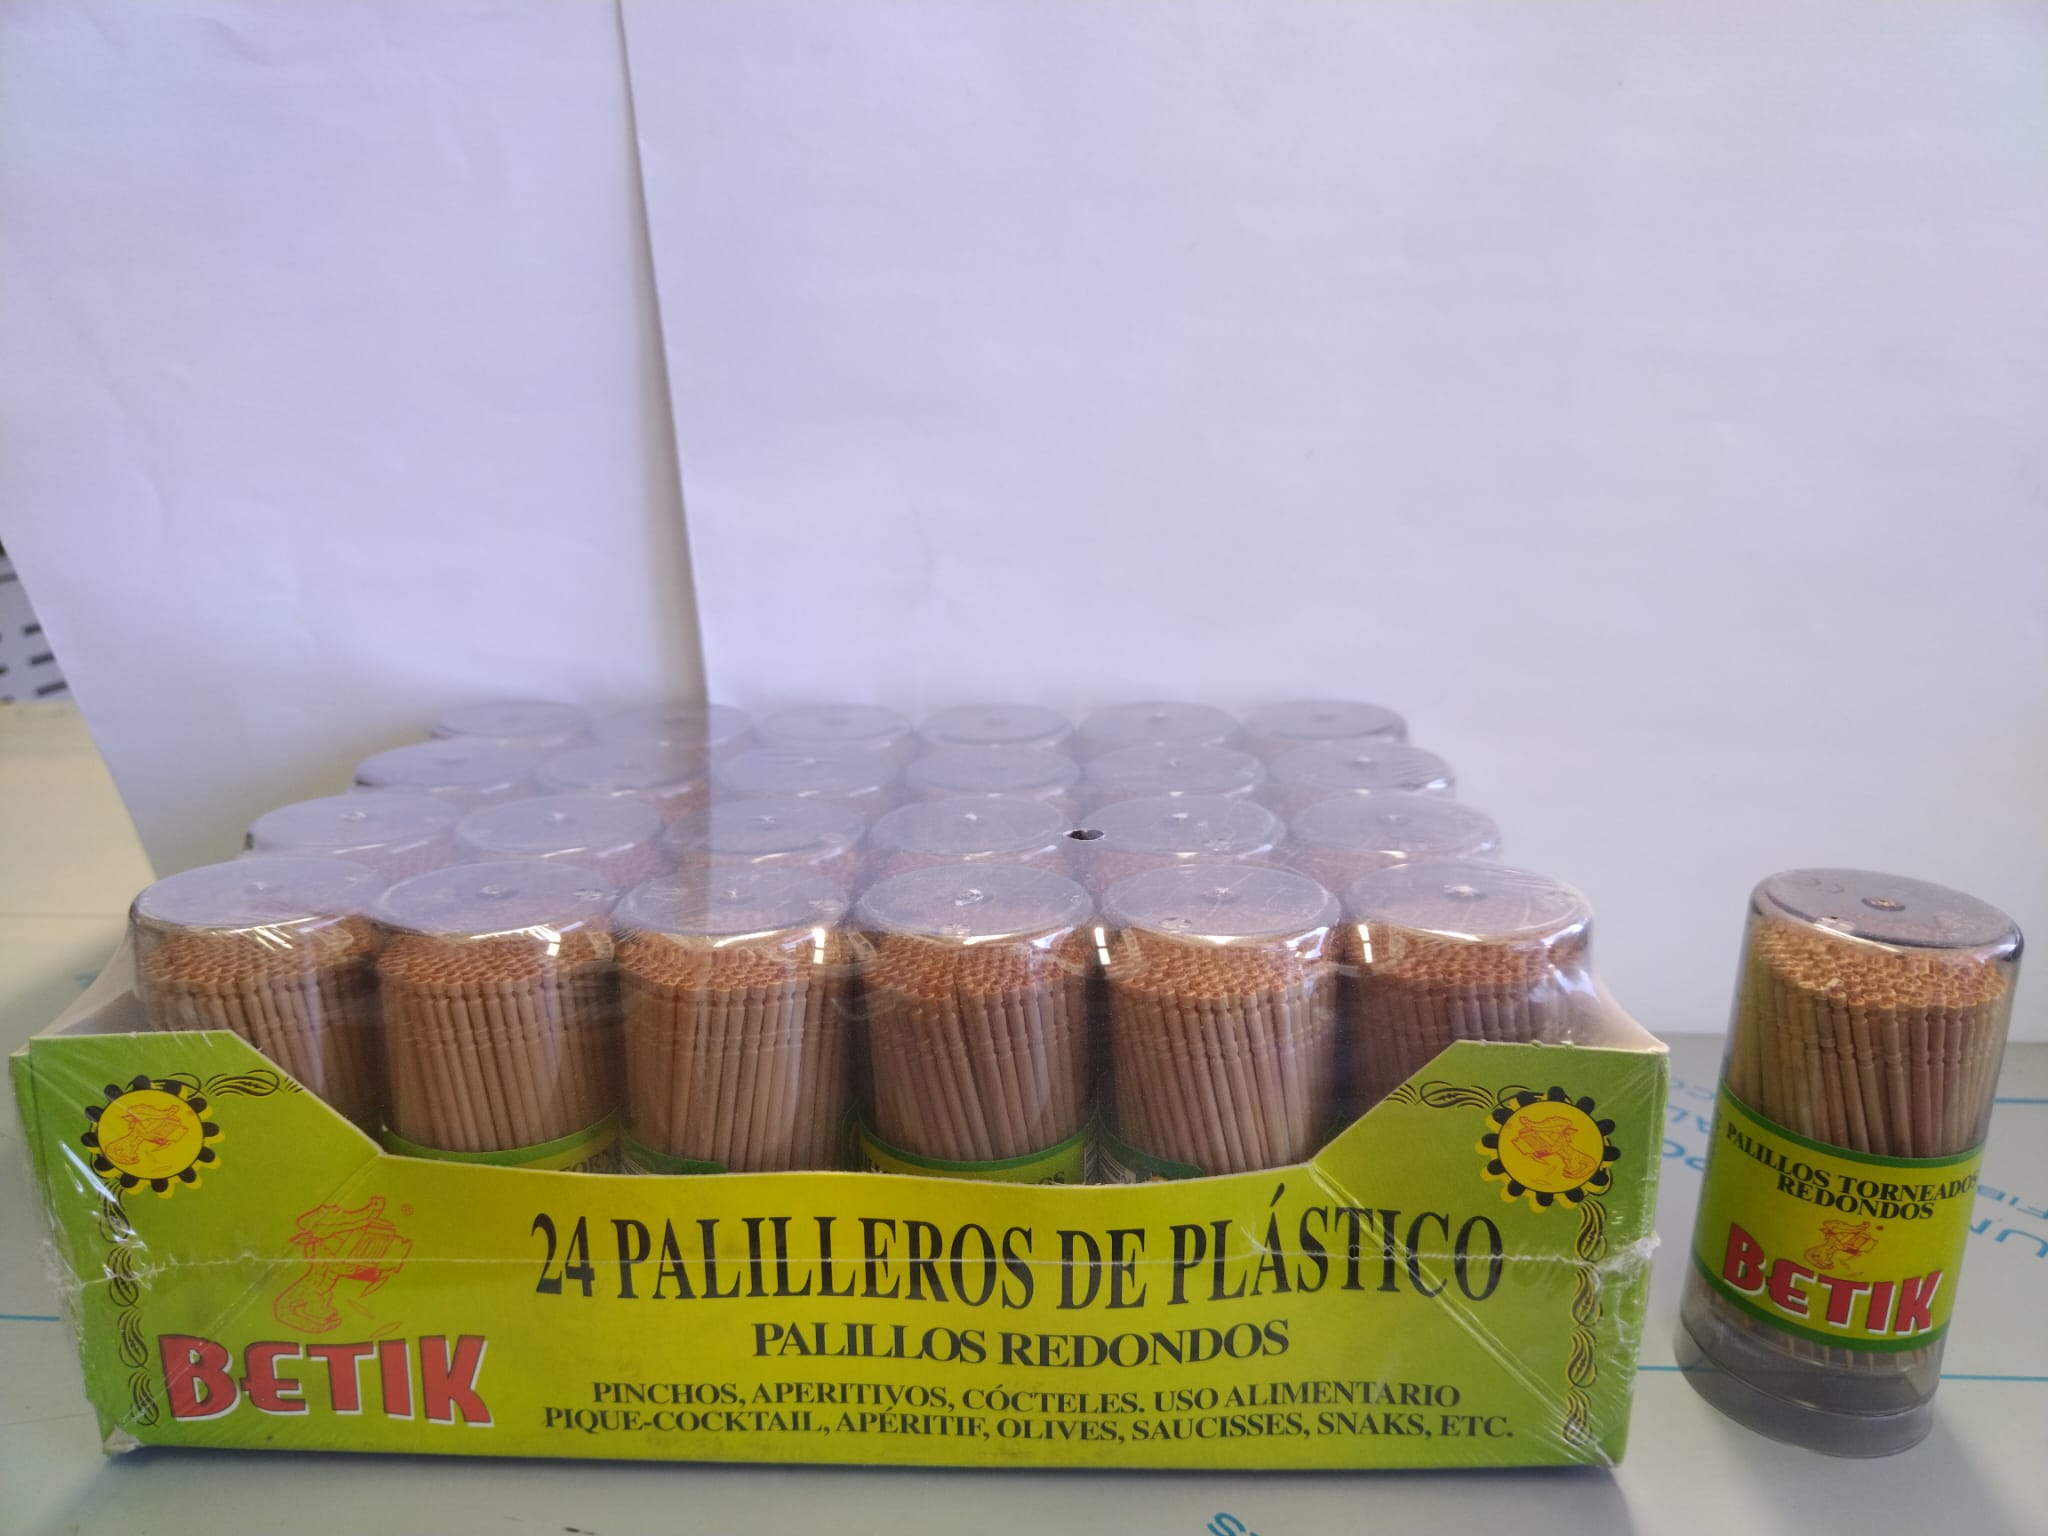 24 PALILLEROS DE PLÁSTICO
PALILLOS REDONDOS
BETIK
®
PINCHOS, APERITIVOS, CÓCTELES. USO ALIMENTARIO
PIQUE-COCKTAIL, APÉRITIF, OLIVES, SAUCISSES, SNAKS, ETC.
PALILLOS TORNEADOS
REDONDOS
BETIK